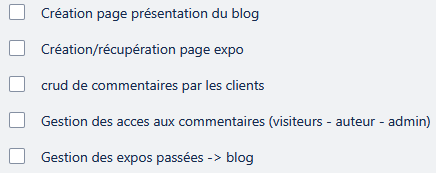 Création page présentation du blog
Création/récupération page expo
crud de commentaires par les clients
Gestion des acces aux commentaires (visiteurs - auteur - admin)
Gestion des expos passées -> blog